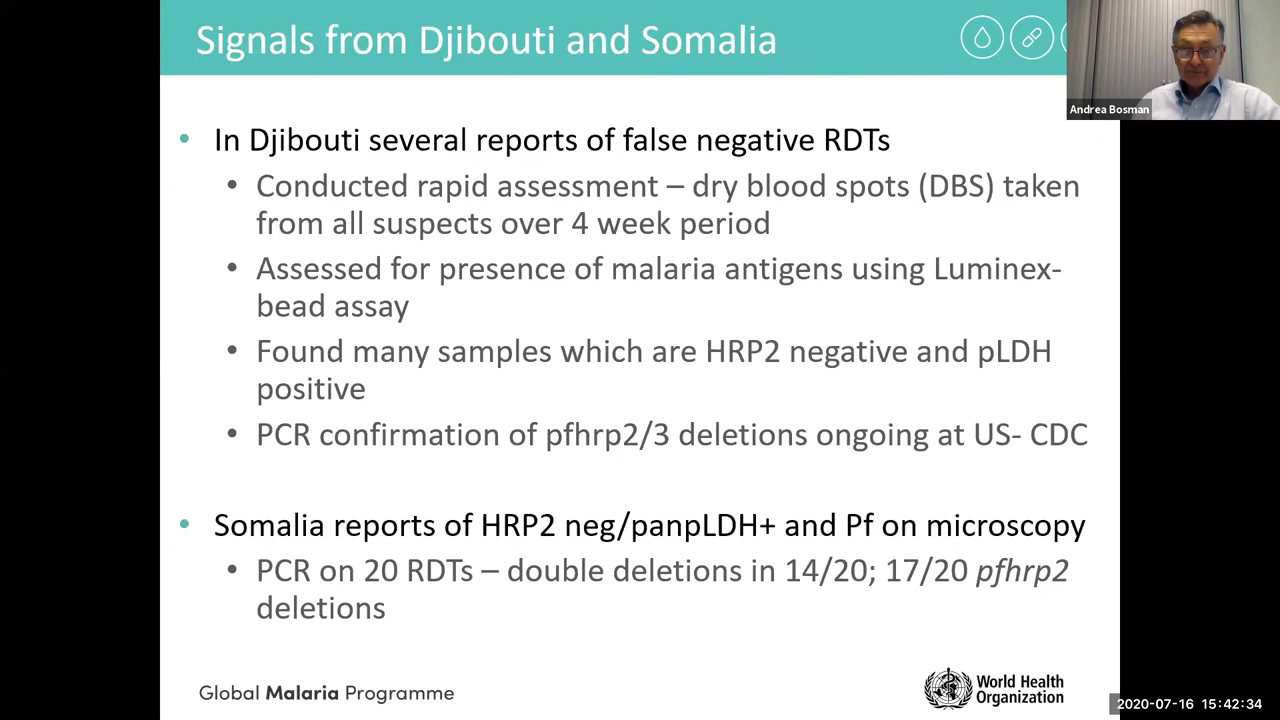 Signals from Djibouti and Somalia
Andrea Bosman
• In Djibouti several reports of false negative RDTs
• Conducted rapid assessment – dry blood spots (DBS) taken
from all suspects over 4 week period
• Assessed for presence of malaria antigens using Luminex-
bead assay
• Found many samples which are HRP2 negative and pLDH
positive
• PCR confirmation of pfhrp2/3 deletions ongoing at US- CDC
• Somalia reports of HRP2 neg/panpLDH+ and Pf on microscopy
• PCR on 20 RDTs – double deletions in 14/20; 17/20 pfhrp2
deletions
Global Malaria Programme
World Health
Organization
2020-07-16 15:42:34